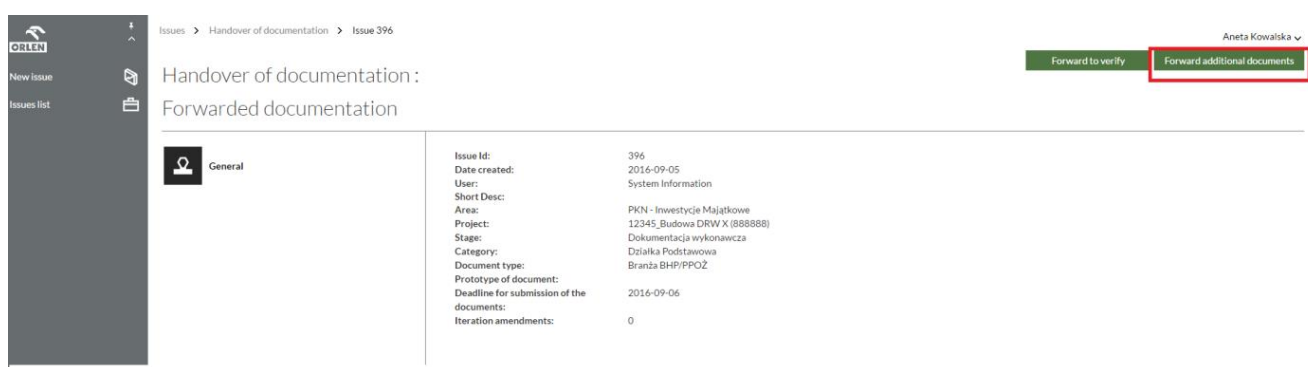 ORLEN
New issue
Issues list
Issues > Handover of documentation > Issue 396
Aneta Kowalska
Forward to verify
Forward additional documents
Handover of documentation :
Forwarded documentation
General
Issue Id: 396
Date created: 2016-09-05
User: System Information
Short Desc:
Area: PKN - Inwestycje Majątkowe
Project: 12345_Budowa DRW X (888888)
Stage: Dokumentacja wykonawcza
Category: Działka Podstawowa
Document type: Branża BHP/PPOŻ
Prototype of document:
Deadline for submission of the 2016-09-06
documents:
Iteration amendments: 0